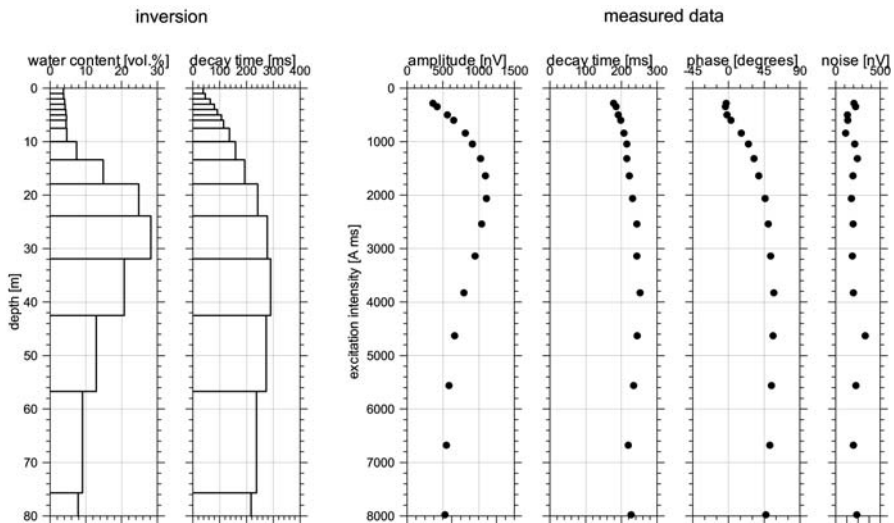 inversion
measured data
water content [vol.%]
decay time [ms]
amplitude [nV]
decay time [ms]
phase [degrees]
noise [nV]
0 10 20 30
0 100 200 300 400
0 500 1000 1500
0 100 200 300
-45 0 45 90
0 500
0
10
20
30
40
50
60
70
80
depth [m]
0
1000
2000
3000
4000
5000
6000
7000
8000
excitation intensity [A ms]